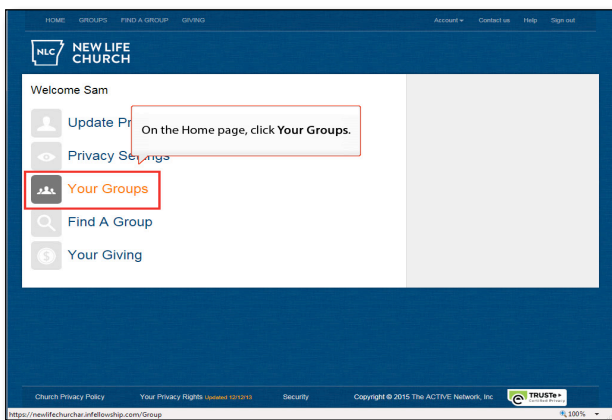 HOME GROUPS FIND A GROUP GIVING Account Contact us Help Sign out
NLC NEW LIFE
CHURCH
Welcome Sam
Update Pr
On the Home page, click Your Groups.
Privacy Settings
Your Groups
Find A Group
Your Giving
Church Privacy Policy Your Privacy Rights Updated 12/12/13 Security Copyright © 2015 The ACTIVE Network, Inc TRUSTe
Certified Privacy
https://newlifechurchar.infellowship.com/Group 100%